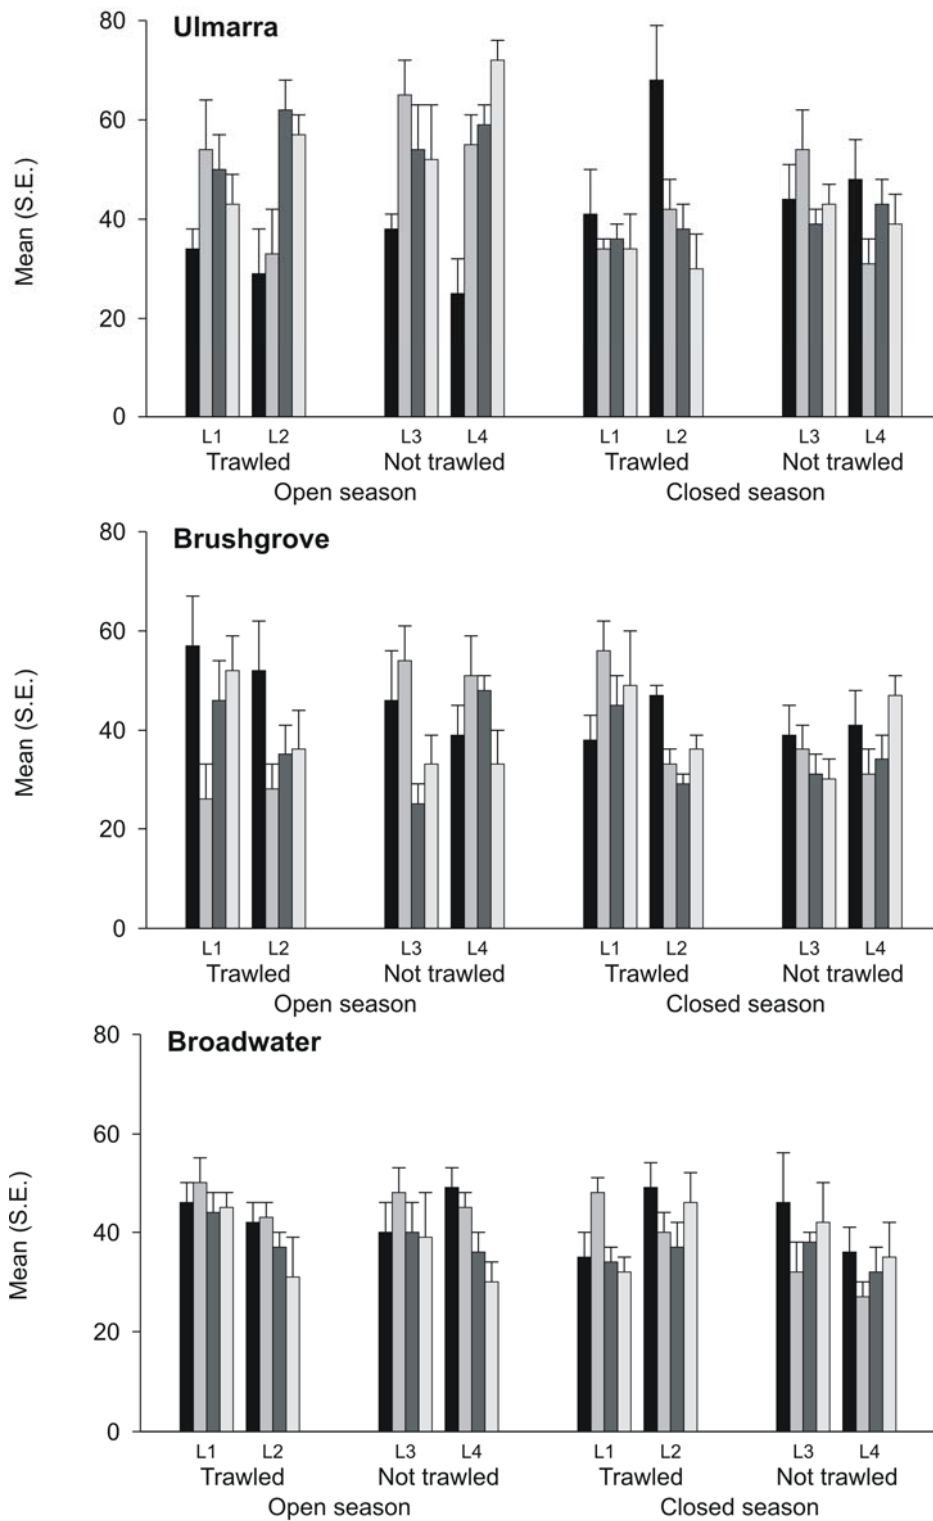 Ulmarra
Mean (S.E.)
80
60
40
20
0
L1 L2 L3 L4 L1 L2 L3 L4
Trawled Not trawled Trawled Not trawled
Open season Closed season
Brushgrove
Mean (S.E.)
80
60
40
20
0
L1 L2 L3 L4 L1 L2 L3 L4
Trawled Not trawled Trawled Not trawled
Open season Closed season
Broadwater
Mean (S.E.)
80
60
40
20
0
L1 L2 L3 L4 L1 L2 L3 L4
Trawled Not trawled Trawled Not trawled
Open season Closed season